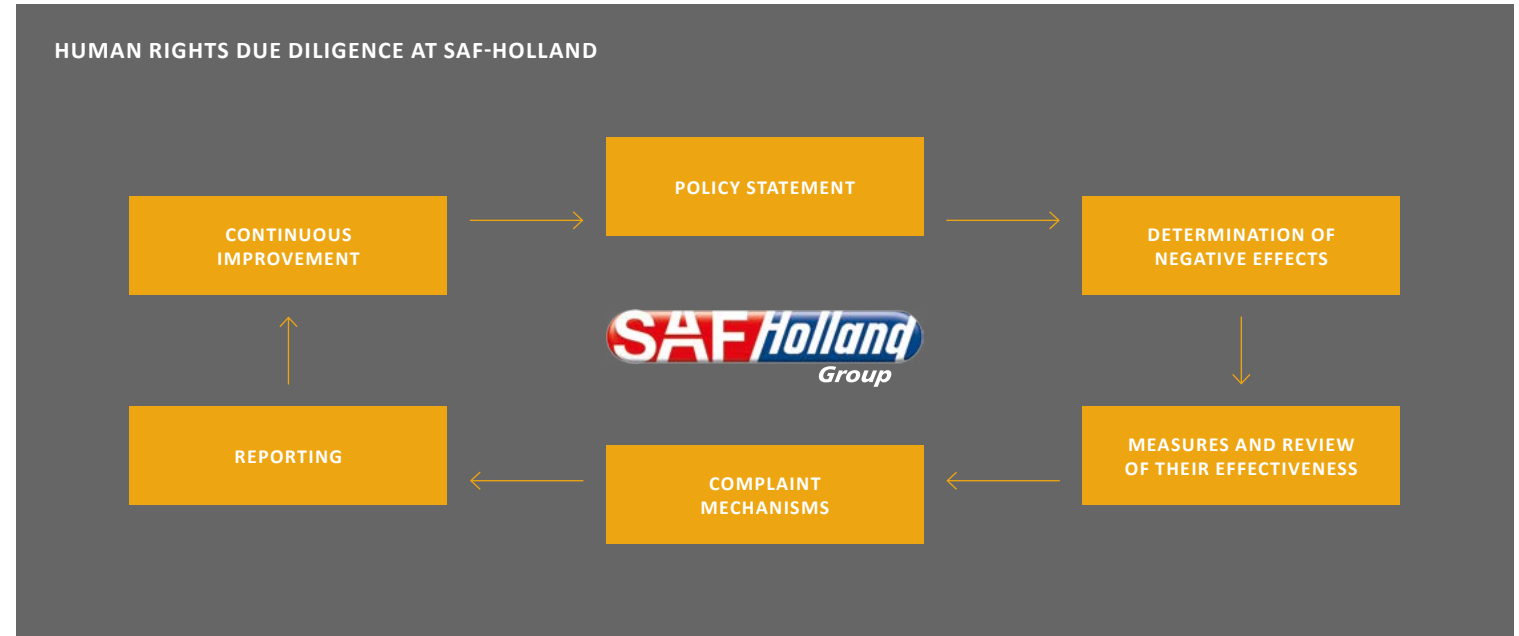 HUMAN RIGHTS DUE DILIGENCE AT SAF-HOLLAND
POLICY STATEMENT
CONTINUOUS
IMPROVEMENT
DETERMINATION OF
NEGATIVE EFFECTS
SAF Holland
Group
REPORTING
MEASURES AND REVIEW
OF THEIR EFFECTIVENESS
COMPLAINT
MECHANISMS